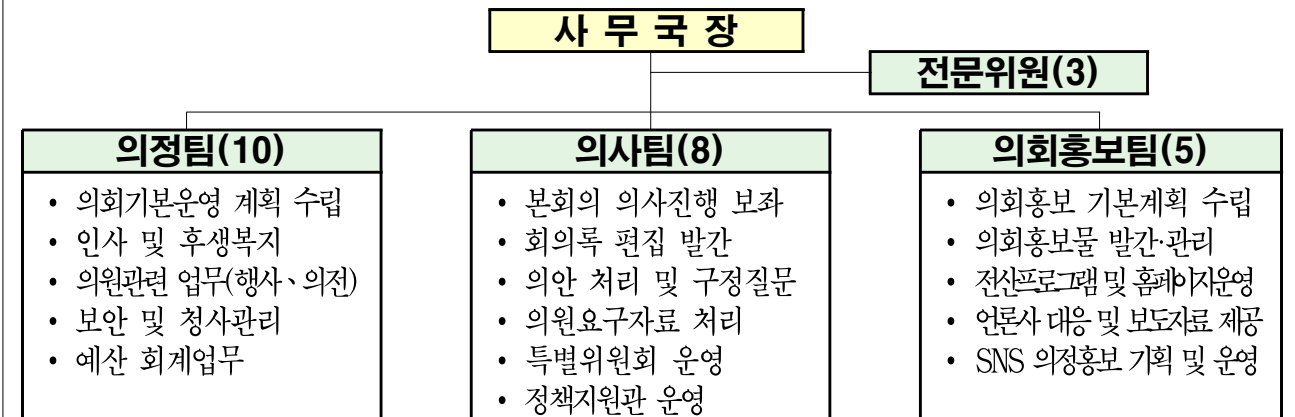 사 무 국 장
전문위원(3)
의정팀(10)
• 의회기본운영 계획 수립
• 인사 및 후생복지
• 의원관련 업무(행사、의전)
• 보안 및 청사관리
• 예산 회계업무
의사팀(8)
• 본회의 의사진행 보좌
• 회의록 편집 발간
• 의안 처리 및 구정질문
• 의원요구자료 처리
• 특별위원회 운영
• 정책지원관 운영
의회홍보팀(5)
• 의회홍보 기본계획 수립
• 의회홍보물 발간·관리
• 전산프로그램 및 홈페이지운영
• 언론사 대응 및 보도자료 제공
• SNS 의정홍보 기획 및 운영